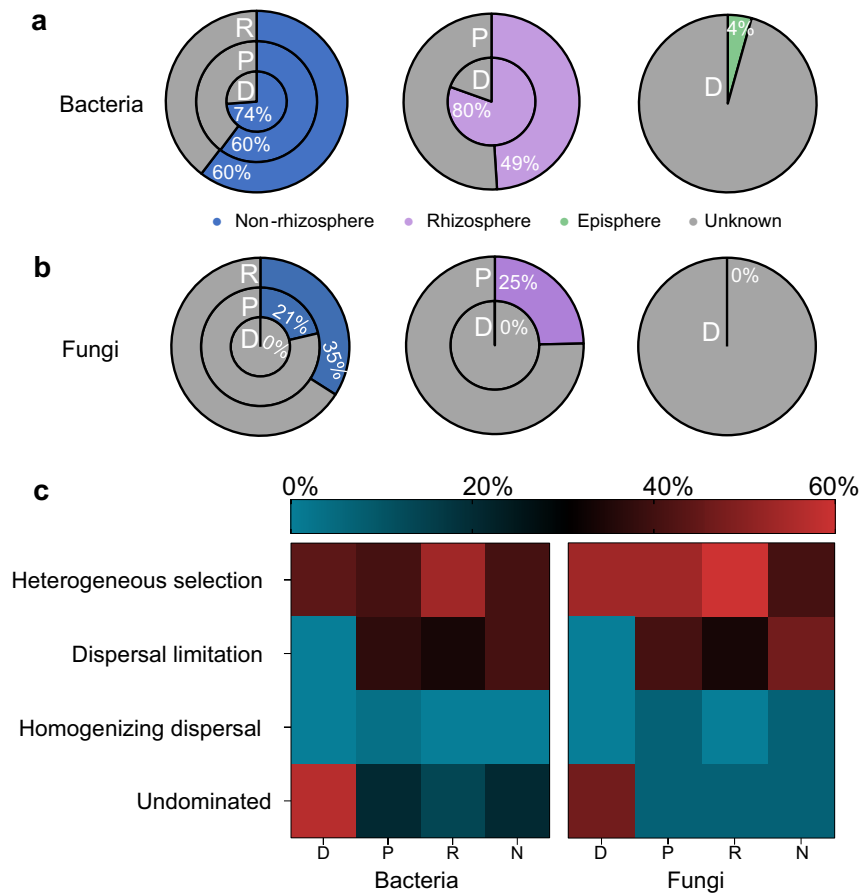 a
R
P
D
74%
60%
60%
P
D
80%
49%
4%
D
Bacteria
Non-rhizosphere Rhizosphere Episphere Unknown
b
R
P
D
0%
21%
35%
P
D
25%
0%
0%
D
Fungi
c
0% 20% 40% 60%
Heterogeneous selection
Dispersal limitation
Homogenizing dispersal
Undominated
D P R N D P R N
Bacteria Fungi